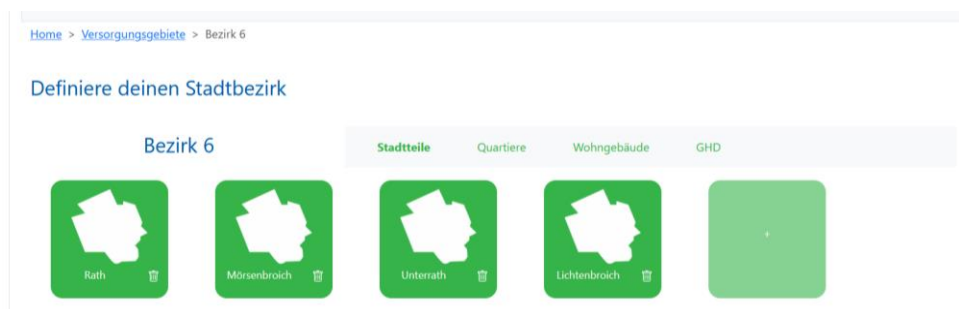 Home > Versorgungsgebiete > Bezirk 6
Definiere deinen Stadtbezirk
Bezirk 6
Stadtteile Quartiere Wohngebäude GHD
Rath Mörsenbroich Unterrath Lichtenbroich +